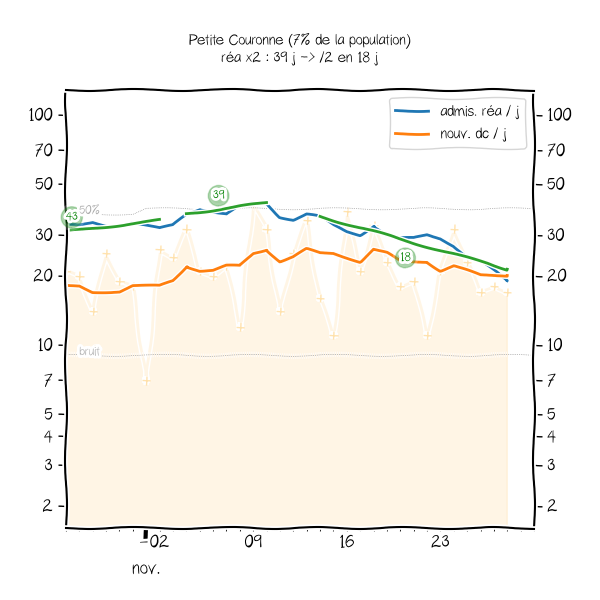 Petite Couronne (7% de la population)
réa x2 : 39 j -> /2 en 18 j
admis. réa / j
nouv. dc / j
100 100
70 70
50 50
50%
43
39
30 30
18
20 20
10 10
bruit
7 7
5 5
4 4
3 3
2 2
-02 09 16 23
nov.